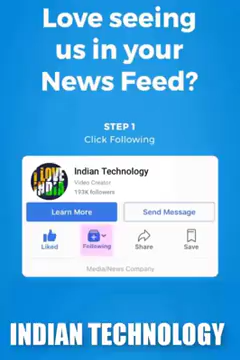 Love seeing
us in your
News Feed?
STEP 1
Click Following
I LOVE
INDIA
Indian Technology
Video Creator
193K followers
Learn More
Send Message
Liked
Following
Share
Save
Media/News Company
INDIAN TECHNOLOGY